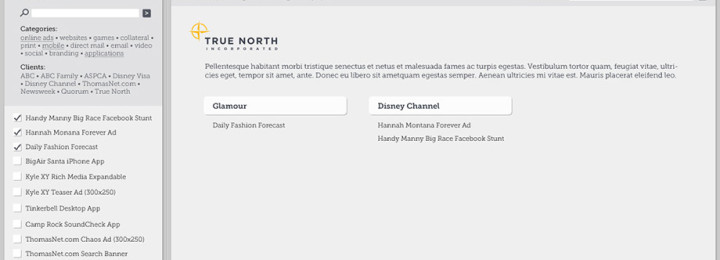 Categories:
online ads • websites • games • collateral •
print • mobile • direct mail • email • video
• social • branding • applications
Clients:
ABC • ABC Family • ASPCA • Disney Visa
• Disney Channel • ThomasNet.com •
Newsweek • Quorum • True North
Handy Manny Big Race Facebook Stunt
Hannah Monana Forever Ad
Daily Fashion Forecast
BigAir Santa iPhone App
Kyle XY Rich Media Expandable
Kyle XY Teaser Ad (300x250)
Tinkerbell Desktop App
Camp Rock SoundCheck App
ThomasNet.com Chaos Ad (300x250)
ThomasNet.com Search Banner
TRUE NORTH
INCORPORATED
Pellentesque habitant morbi tristique senectus et netus et malesuada fames ac turpis egestas. Vestibulum tortor quam, feugiat vitae, ultri-
cies eget, tempor sit amet, ante. Donec eu libero sit ametquam egestas semper. Aenean ultricies mi vitae est. Mauris placerat eleifend leo.
Glamour
Daily Fashion Forecast
Disney Channel
Hannah Montana Forever Ad
Handy Manny Big Race Facebook Stunt